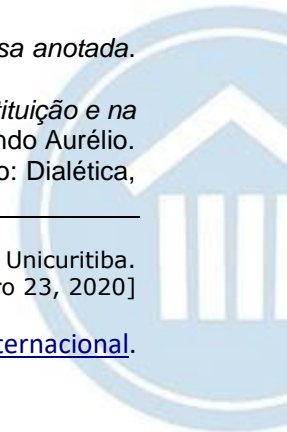 sa anotada.
tituição e na
ndo Aurélio.
o: Dialética,
Unicuritiba.
ro 23, 2020]
ternacional.